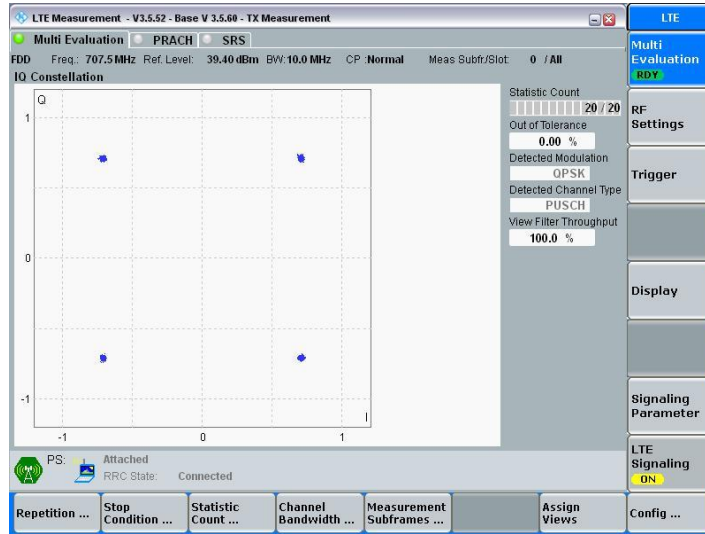 LTE Measurement - V3.5.52 - Base V 3.5.60 - TX Measurement
LTE
Multi Evaluation PRACH SRS
FDD Freq.: 707.5 MHz Ref. Level: 39.40 dBm BW: 10.0 MHz CP :Normal Meas Subfr./Slot: 0 / All
IQ Constellation
Q
1
0
-1
-1 0 1
I
Statistic Count
20 / 20
Out of Tolerance
0.00 %
Detected Modulation
QPSK
Detected Channel Type
PUSCH
View Filter Throughput
100.0 %
Multi
Evaluation
RDY
RF
Settings
Trigger
Display
Signaling
Parameter
LTE
Signaling
ON
PS: Attached
RRC State: Connected
Repetition ...
Stop
Condition ...
Statistic
Count ...
Channel
Bandwidth ...
Measurement
Subframes ...
Assign
Views
Config ...